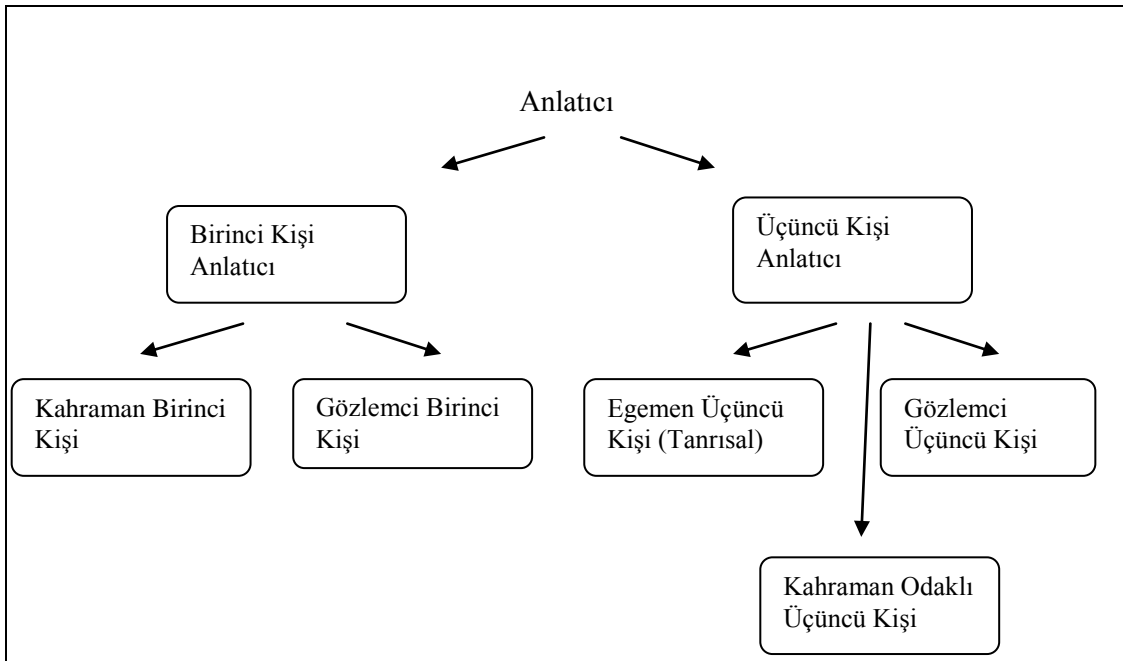 Anlatıcı
Birinci Kişi
Anlatıcı
Üçüncü Kişi
Anlatıcı
Kahraman Birinci
Kişi
Gözlemci Birinci
Kişi
Egemen Üçüncü
Kişi (Tanrısal)
Gözlemci
Üçüncü Kişi
Kahraman Odaklı
Üçüncü Kişi